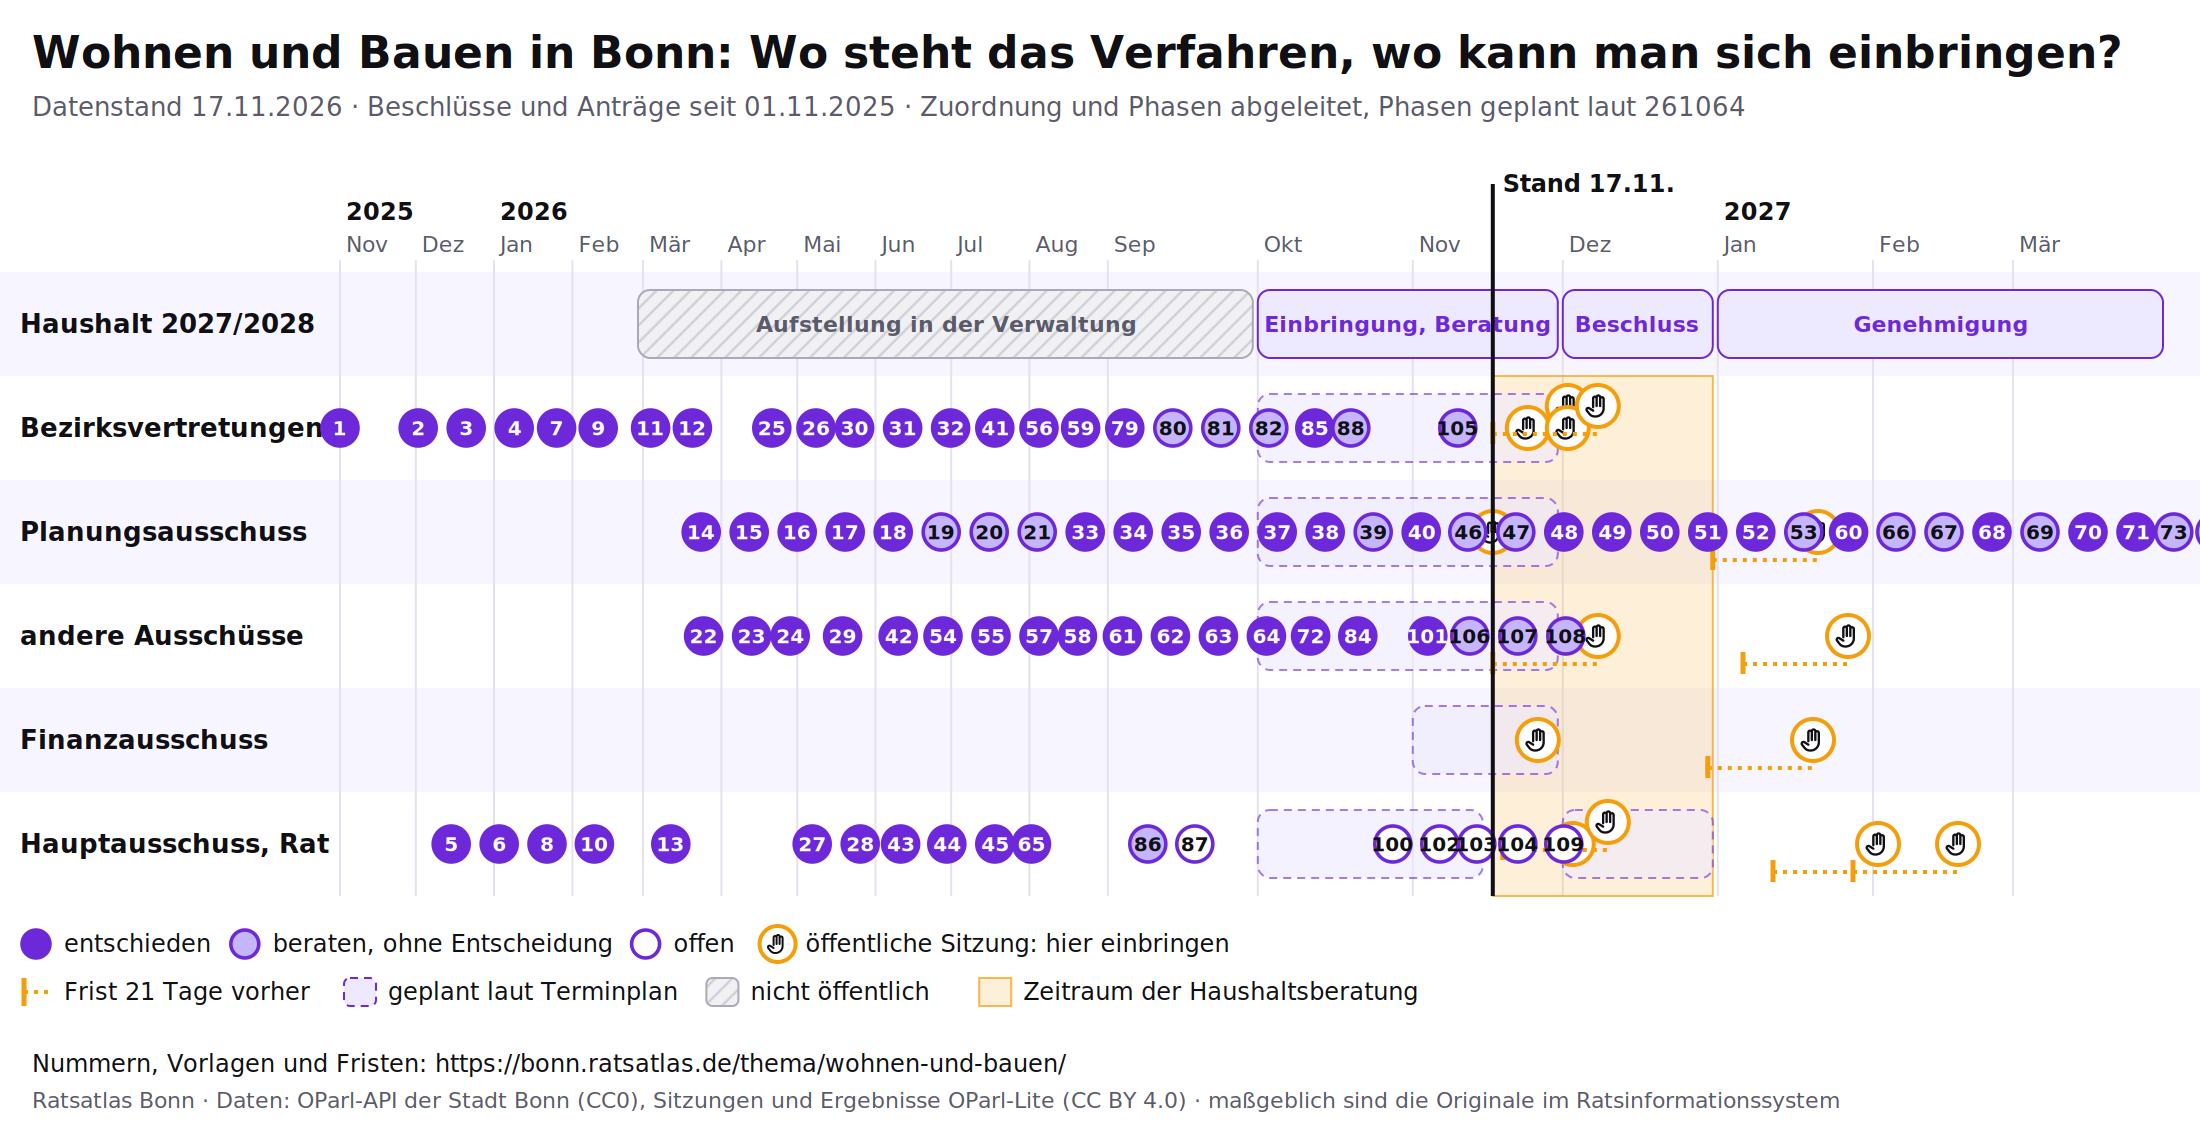 Wohnen und Bauen in Bonn: Wo steht das Verfahren, wo kann man sich einbringen?
Datenstand 17.11.2026 · Beschlüsse und Anträge seit 01.11.2025 · Zuordnung und Phasen abgeleitet, Phasen geplant laut 261064
Stand 17.11.
2025 2026 2027
Nov Dez Jan Feb Mär Apr Mai Jun Jul Aug Sep Okt Nov Dez Jan Feb Mär
Haushalt 2027/2028 Aufstellung in der Verwaltung Einbringung, Beratung Beschluss Genehmigung
Bezirksvertretungen 1 2 3 4 7 9 11 12 25 26 30 31 32 41 56 59 79 80 81 82 85 88 105
Planungsausschuss 14 15 16 17 18 19 20 21 33 34 35 36 37 38 39 40 46 47 48 49 50 51 52 53 60 66 67 68 69 70 71 73
andere Ausschüsse 22 23 24 29 42 54 55 57 58 61 62 63 64 72 84 101 106 107 108
Finanzausschuss
Hauptausschuss, Rat 5 6 8 10 13 27 28 43 44 45 65 86 87 100 102 103 104 109
entschieden beraten, ohne Entscheidung offen öffentliche Sitzung: hier einbringen
Frist 21 Tage vorher geplant laut Terminplan nicht öffentlich Zeitraum der Haushaltsberatung
Nummern, Vorlagen und Fristen: https://bonn.ratsatlas.de/thema/wohnen-und-bauen/
Ratsatlas Bonn · Daten: OParl-API der Stadt Bonn (CC0), Sitzungen und Ergebnisse OParl-Lite (CC BY 4.0) · maßgeblich sind die Originale im Ratsinformationssystem